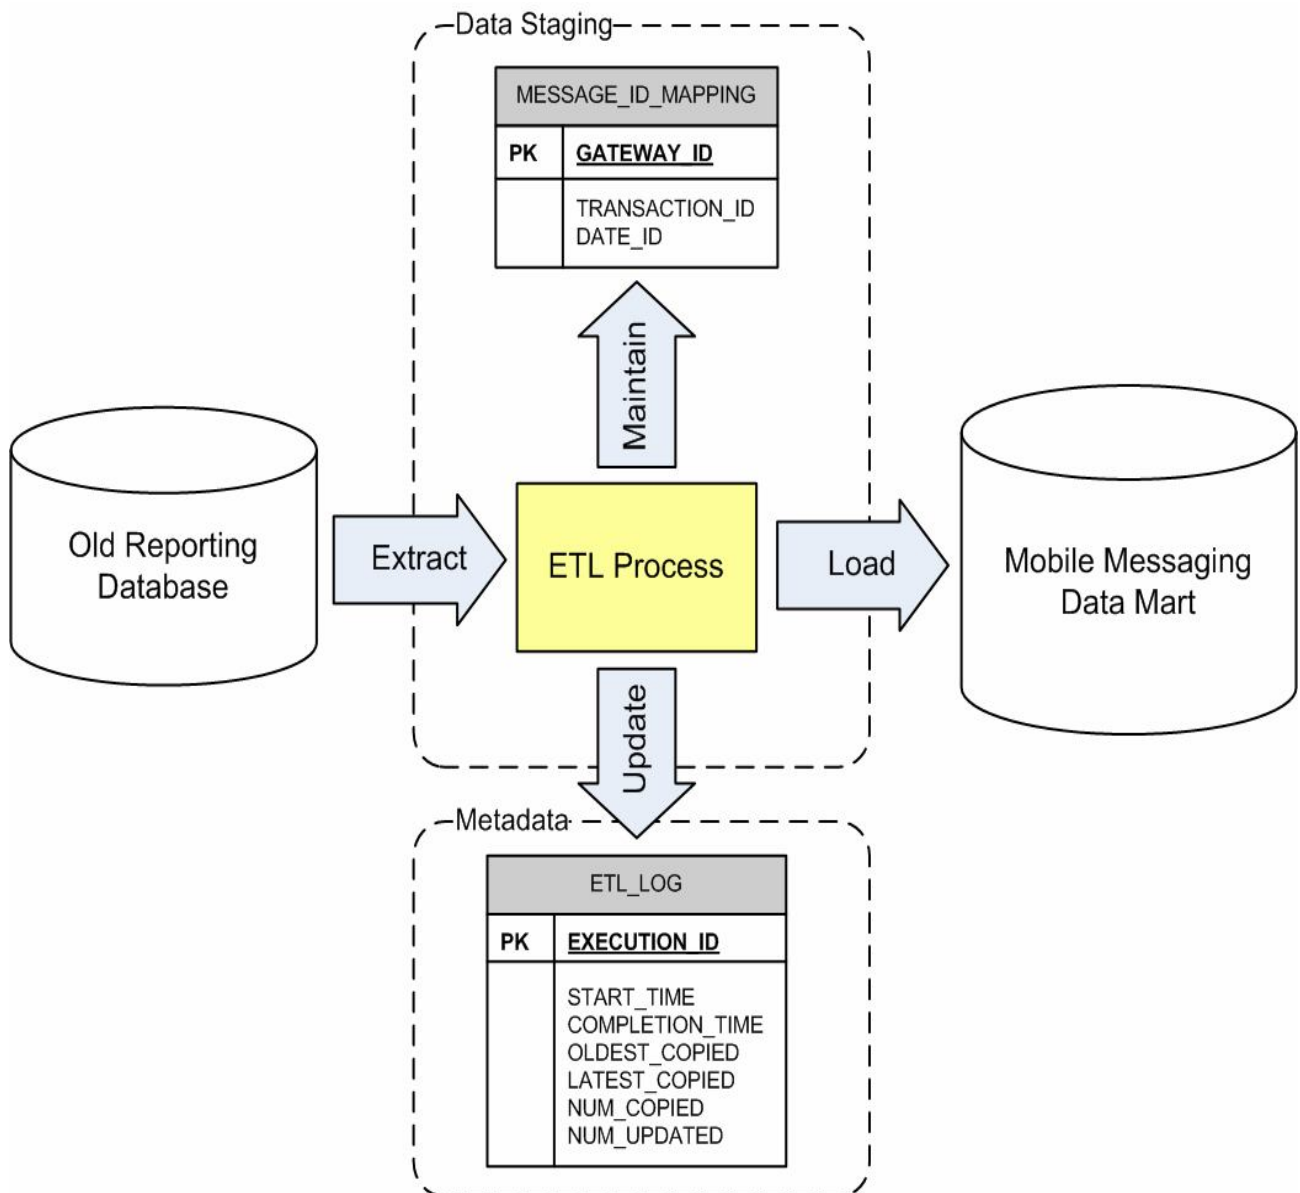 Data Staging
MESSAGE_ID_MAPPING
PK GATEWAY_ID
TRANSACTION_ID
DATE_ID
Maintain
Old Reporting
Database
Extract
ETL Process
Load
Mobile Messaging
Data Mart
Update
Metadata
ETL_LOG
PK EXECUTION_ID
START_TIME
COMPLETION_TIME
OLDEST_COPIED
LATEST_COPIED
NUM_COPIED
NUM_UPDATED